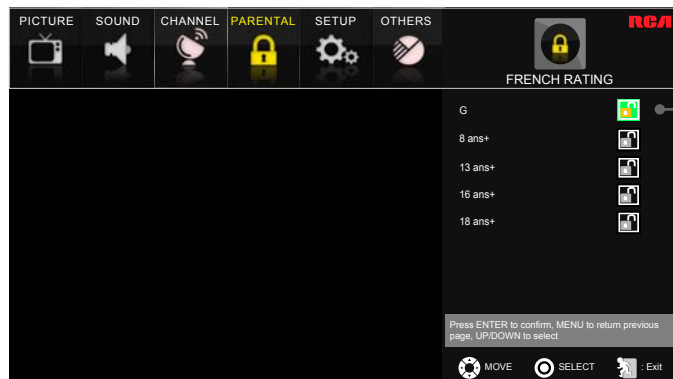 PICTURE SOUND CHANNEL PARENTAL SETUP OTHERS
RCA
FRENCH RATING
G
8 ans+
13 ans+
16 ans+
18 ans+
Press ENTER to confirm, MENU to return previous
page, UP/DOWN to select
MOVE SELECT : Exit